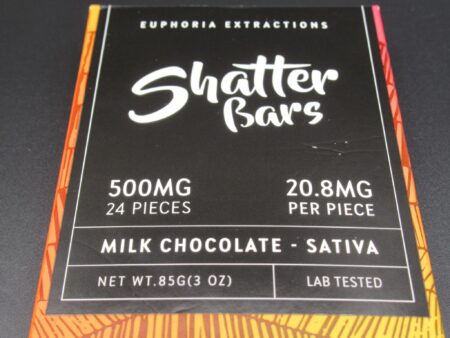 EUPHORIA EXTRACTIONS
Shatter
Bars
500MG 20.8MG
24 PIECES PER PIECE
MILK CHOCOLATE - SATIVA
NET WT.85G(3 OZ) LAB TESTED